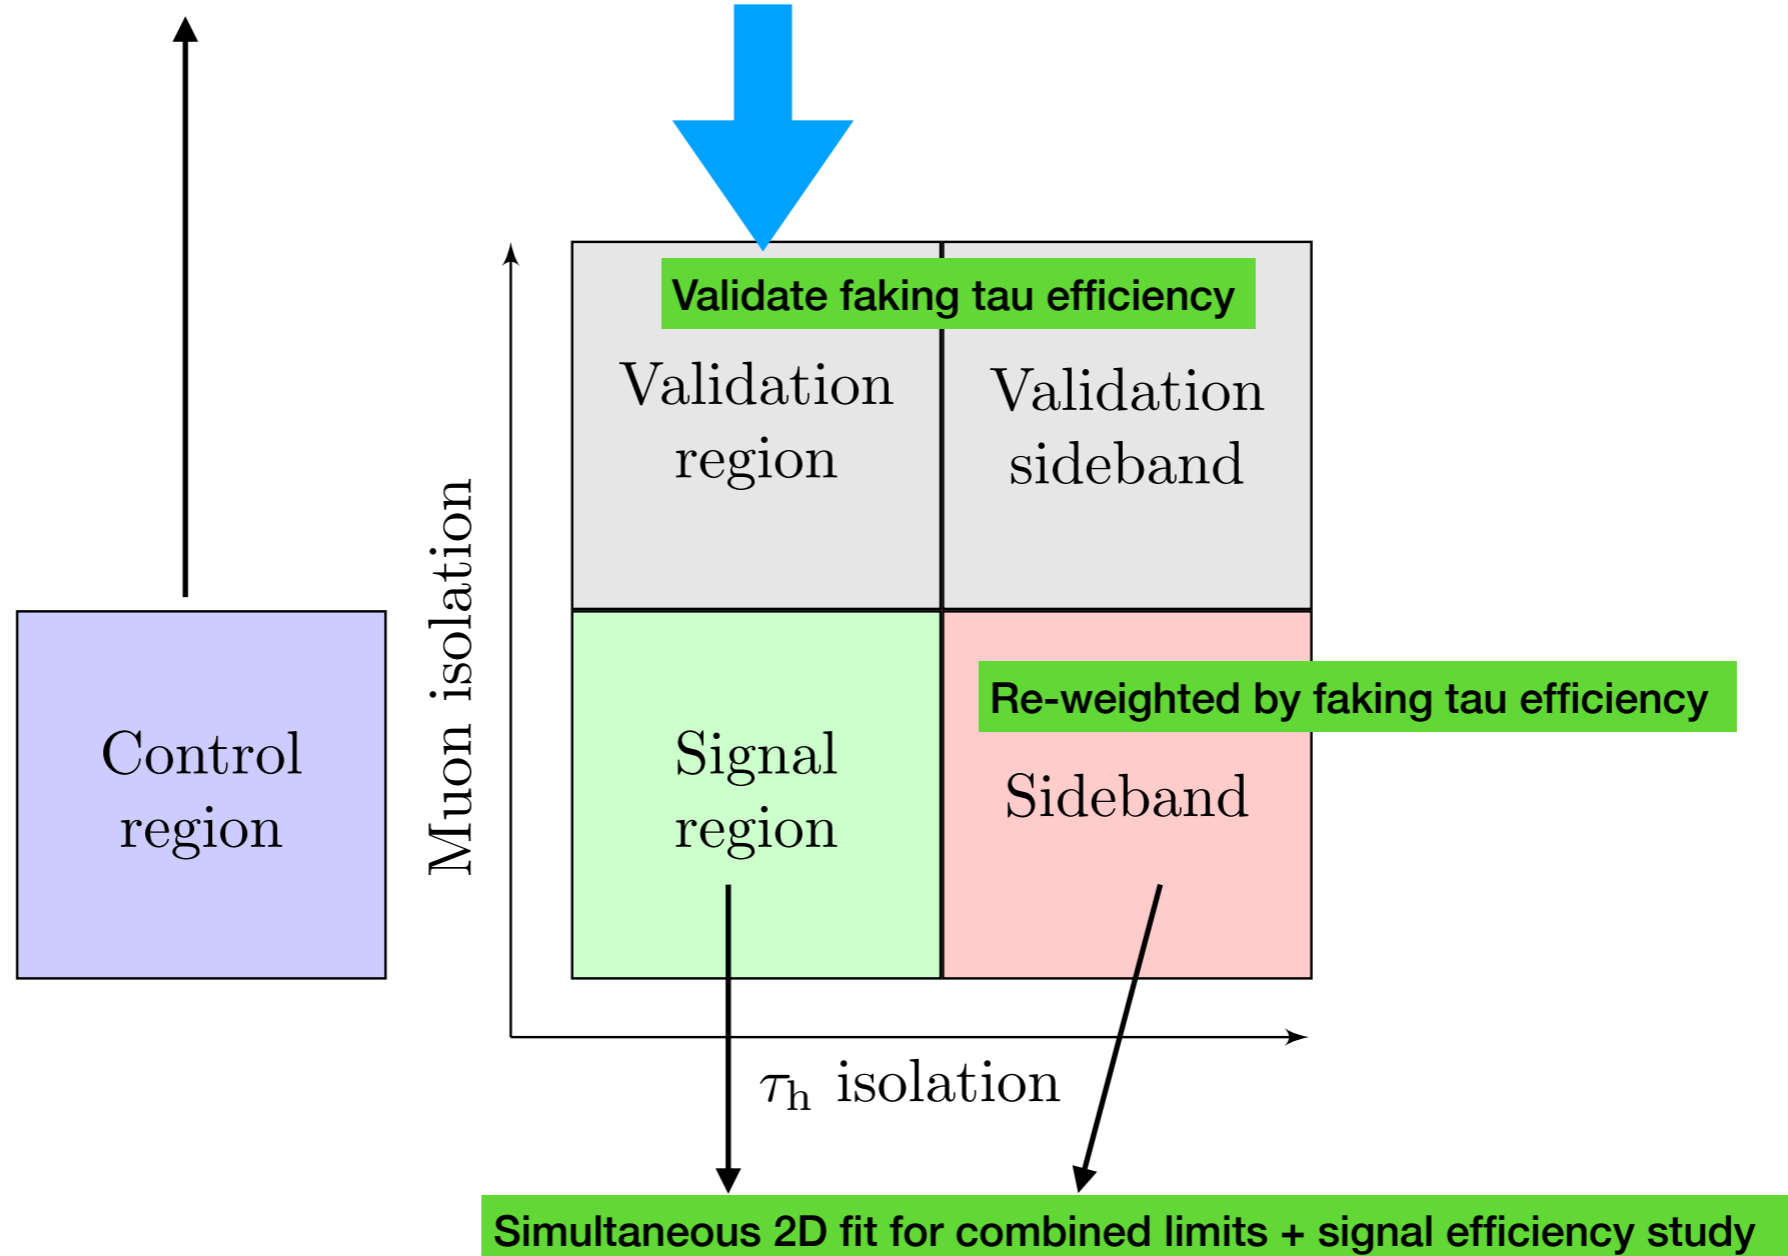 Validate faking tau efficiency
Validation
region
Validation
sideband
Muon isolation
Re-weighted by faking tau efficiency
Control
region
Signal
region
Sideband
τh isolation
Simultaneous 2D fit for combined limits + signal efficiency study